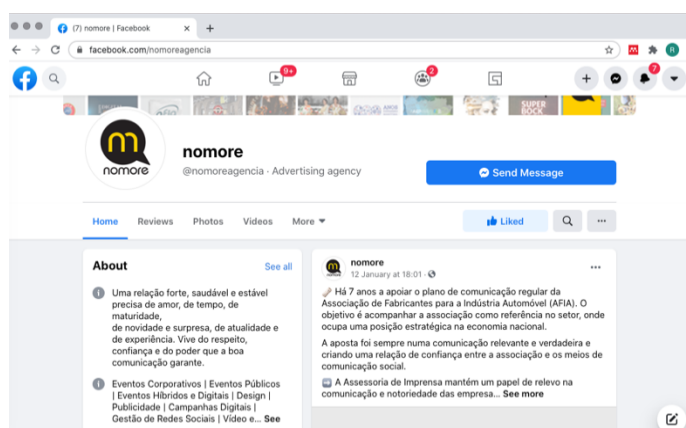 (7) nomore | Facebook
facebook.com/nomoreagencia
9+
2
7
R
SUPER
BOCK
nomore
nomore
@nomoreagencia · Advertising agency
Send Message
Home Reviews Photos Videos More
Liked
About
See all
Uma relação forte, saudável e estável
precisa de amor, de tempo, de
maturidade,
de novidade e surpresa, de atualidade e
de experiência. Vive do respeito,
confiança e do poder que a boa
comunicação garante.
Eventos Corporativos | Eventos Públicos
| Eventos Híbridos e Digitais | Design |
Publicidade | Campanhas Digitais |
Gestão de Redes Sociais | Vídeo e... See
nomore
nomore
12 January at 18:01 ·
Há 7 anos a apoiar o plano de comunicação regular da
Associação de Fabricantes para a Indústria Automóvel (AFIA). O
objetivo é acompanhar a associação como referência no setor, onde
ocupa uma posição estratégica na economia nacional.
A aposta foi sempre numa comunicação relevante e verdadeira e
criando uma relação de confiança entre a associação e os meios de
comunicação social.
A Assessoria de Imprensa mantém um papel de relevo na
comunicação e notoriedade das empresa... See more